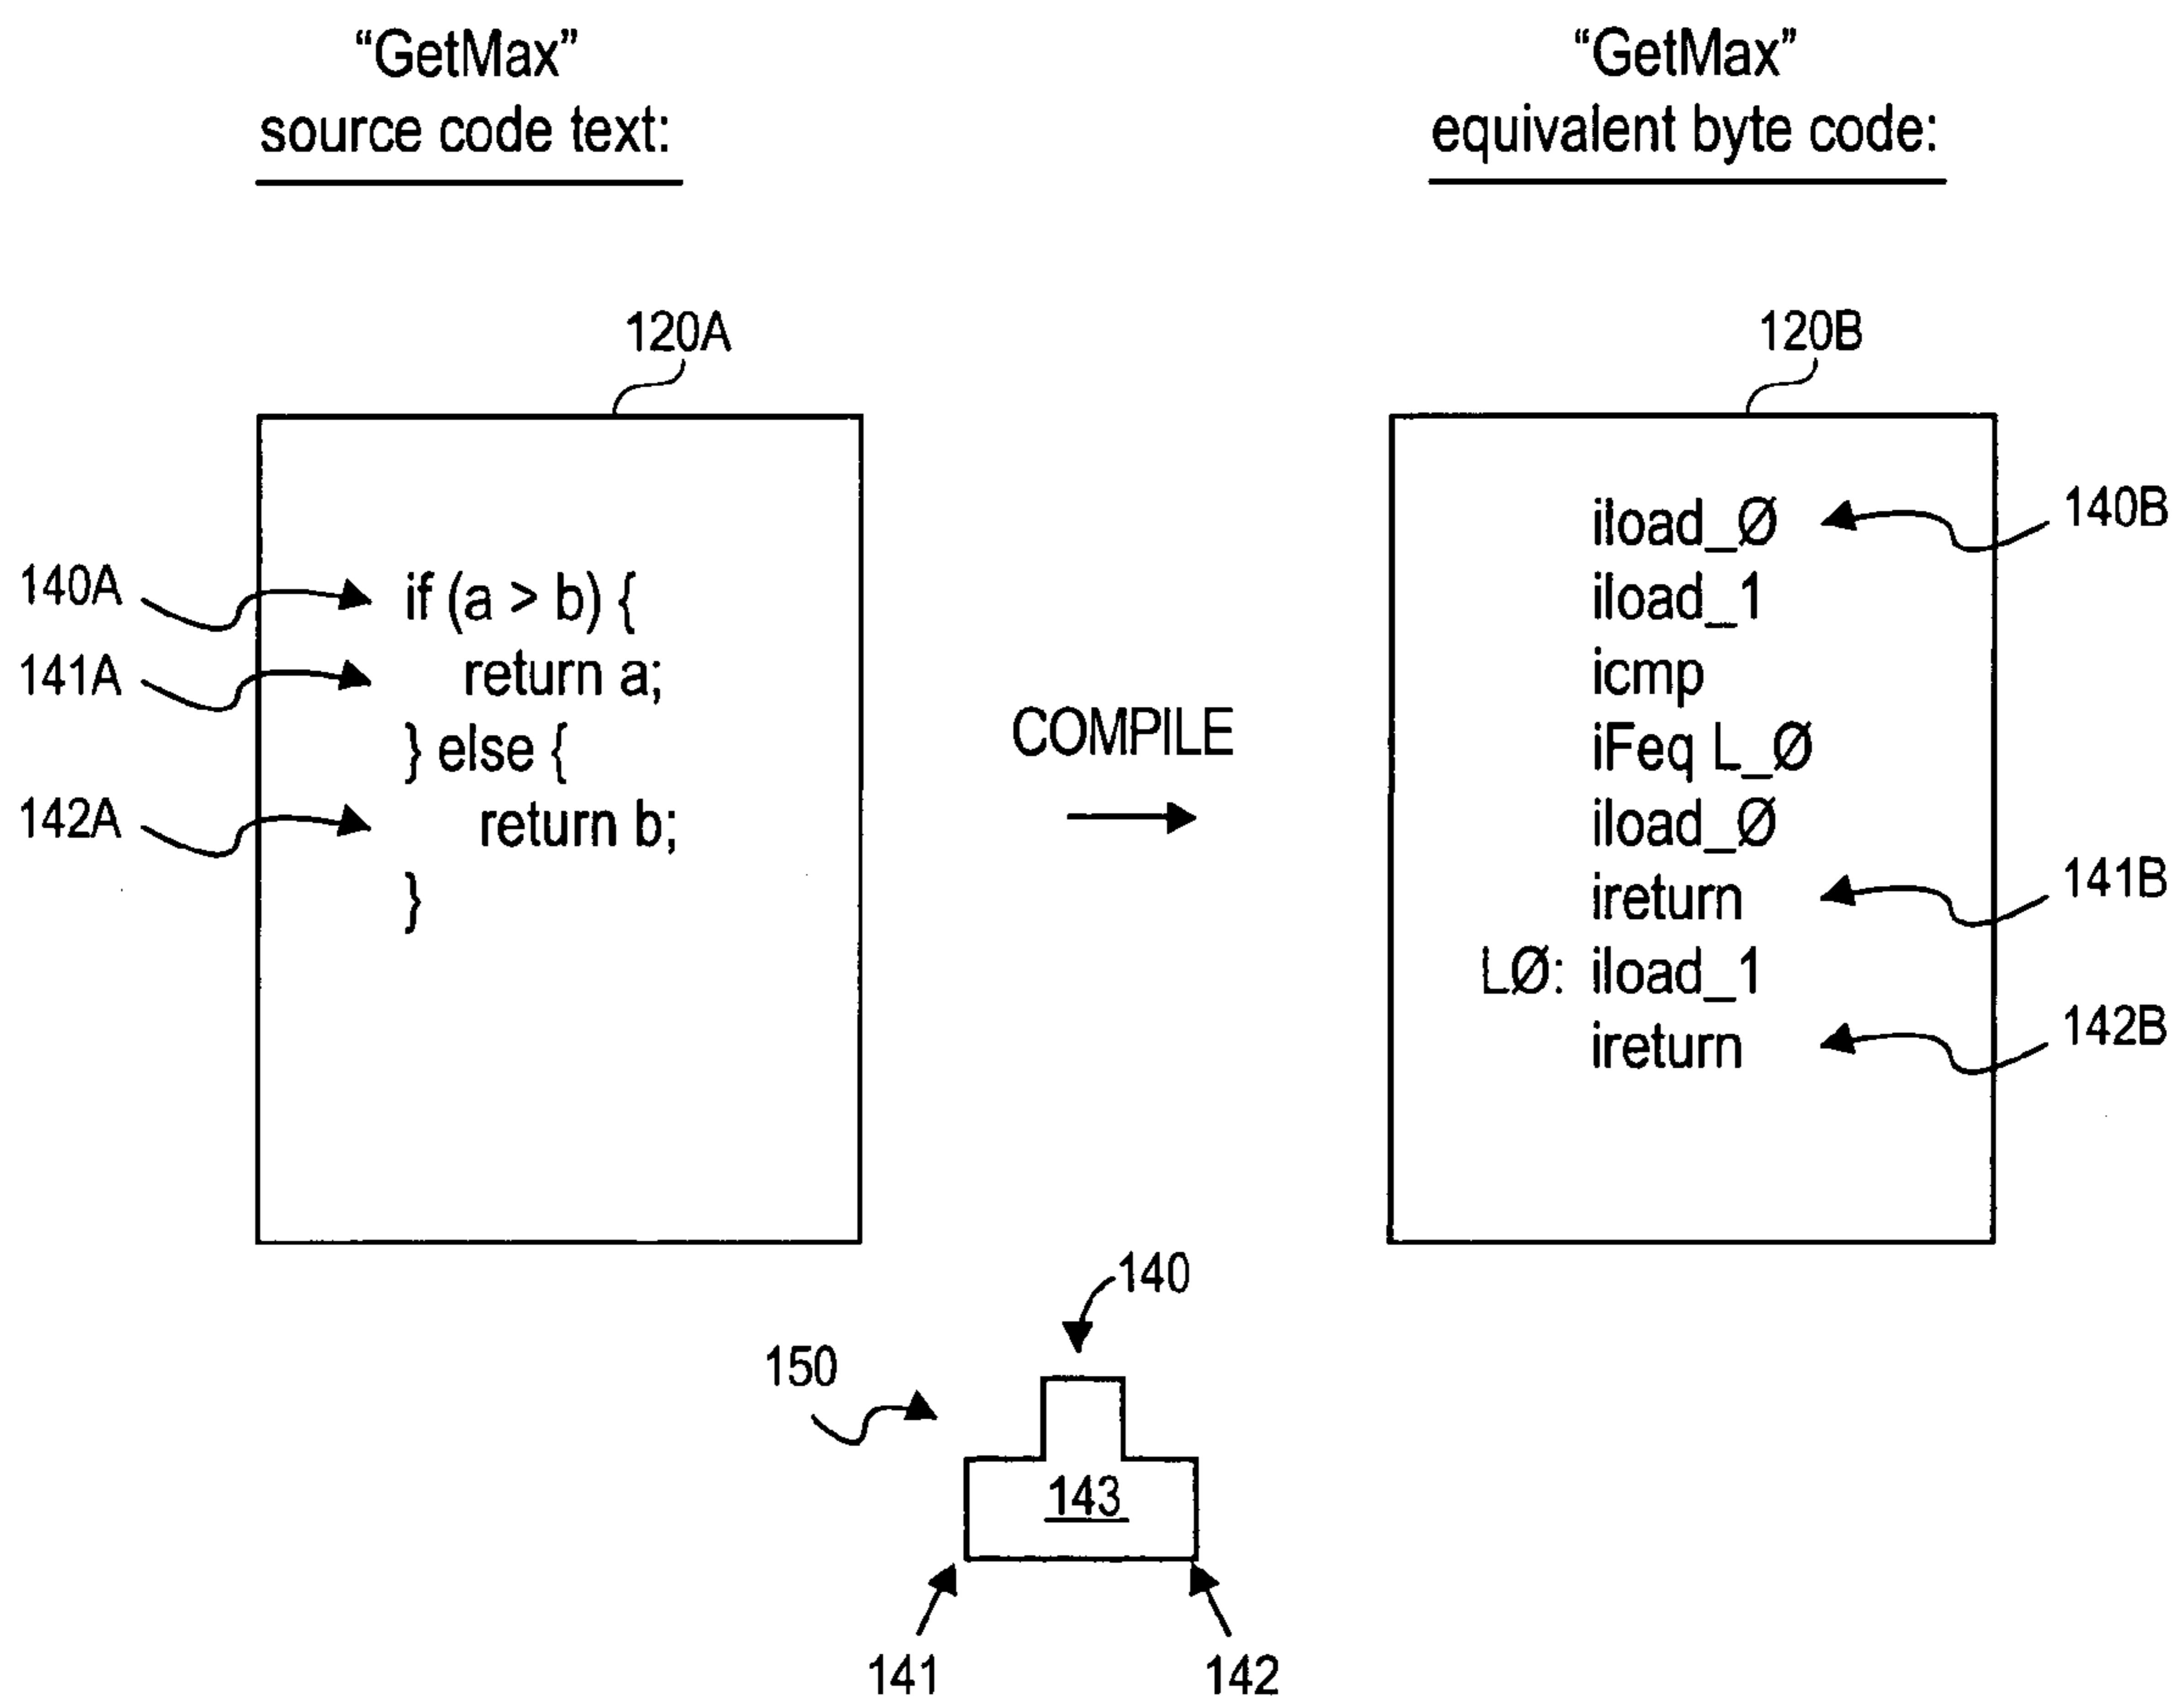 “GetMax”
source code text:
“GetMax”
equivalent byte code:
120A
120B
140A
if (a > b) {
141A
return a;
} else {
142A
return b;
}
COMPILE
iload_Ø
140B
iload_1
icmp
iFeq L_Ø
iload_Ø
ireturn
141B
LØ: iload_1
ireturn
142B
140
150
143
141
142